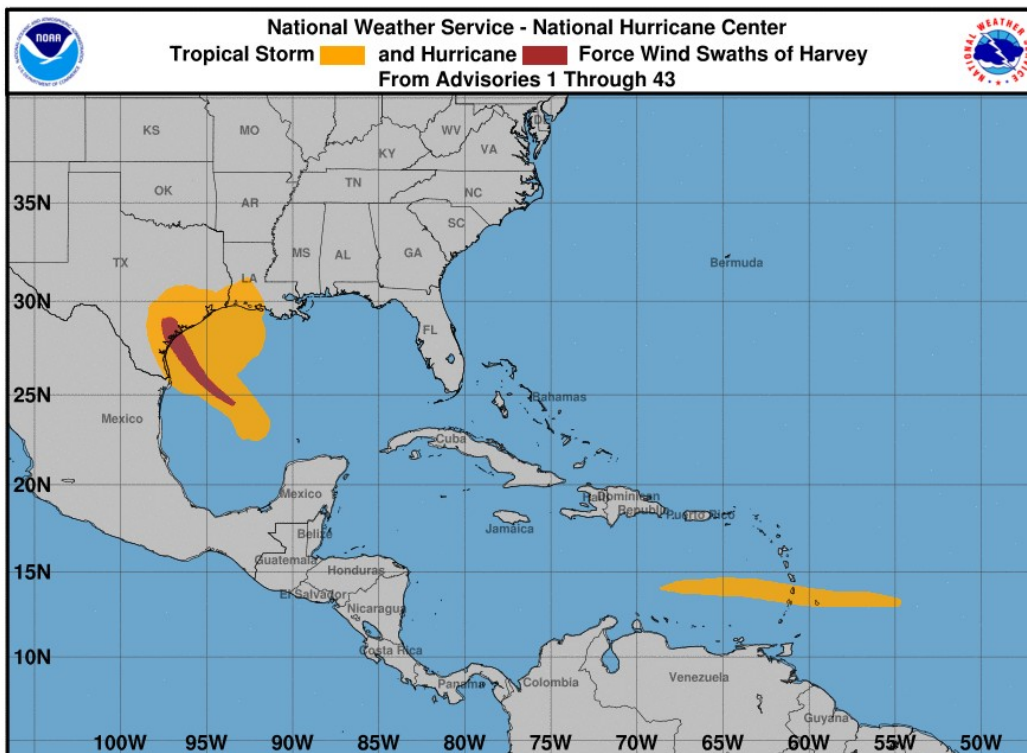 National Weather Service - National Hurricane Center
Tropical Storm and Hurricane Force Wind Swaths of Harvey
From Advisories 1 Through 43
NOAA
KS MO WV DE
KY VA
OK TN NC
35N AR
SC
TX MS AL GA
LA Bermuda
30N
FL
25N
Mexico Bahamas
Cuba
20N
Mexico Haiti Dominican
Republic Puerto Rico
Belize Jamaica
Guatemala
15N Honduras
El Salvador
Nicaragua
10N Costa Rica
Panama Colombia Venezuela
Guyana
100W 95W 90W 85W 80W 75W 70W 65W 60W 55W 50W